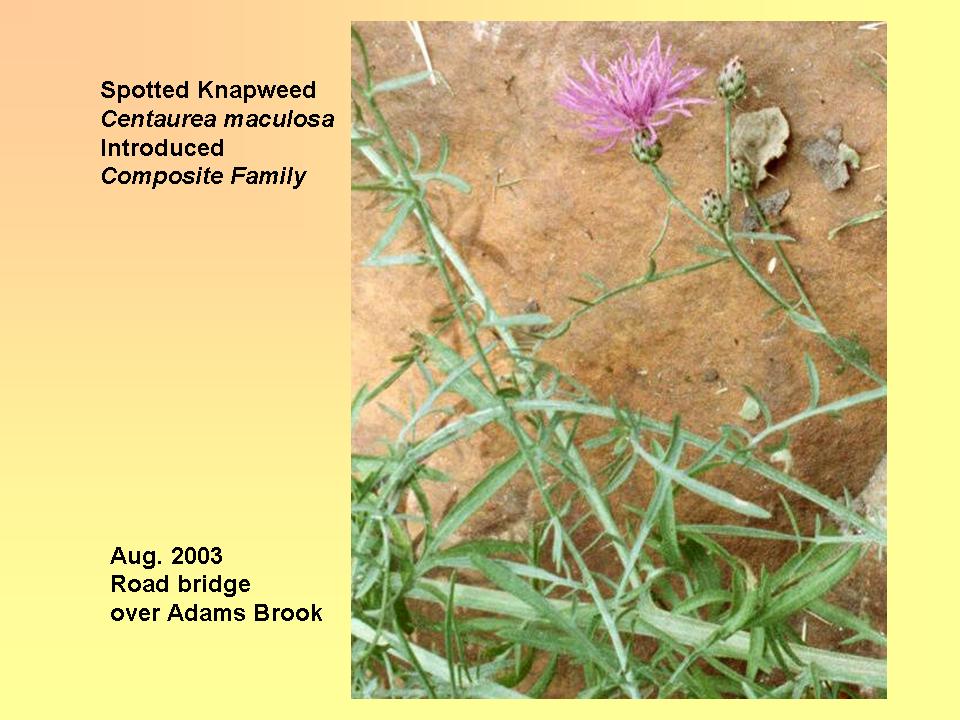 Spotted Knapweed
Centaurea maculosa
Introduced
Composite Family
Aug. 2003
Road bridge
over Adams Brook